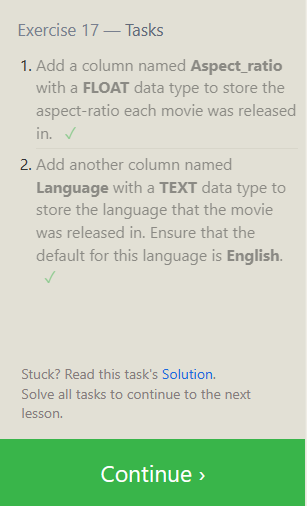 Exercise 17 — Tasks
1. Add a column named Aspect_ratio
with a FLOAT data type to store the
aspect-ratio each movie was released
in. ✓
2. Add another column named
Language with a TEXT data type to
store the language that the movie
was released in. Ensure that the
default for this language is English.
✓
Stuck? Read this task's Solution.
Solve all tasks to continue to the next
lesson.
Continue ›